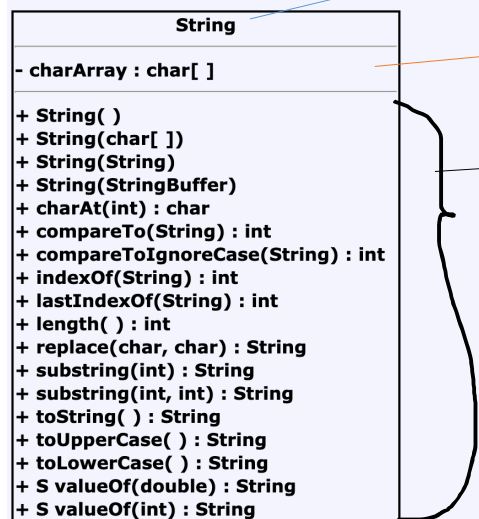 String
- charArray : char[ ]
+ String( )
+ String(char[ ])
+ String(String)
+ String(StringBuffer)
+ charAt(int) : char
+ compareTo(String) : int
+ compareToIgnoreCase(String) : int
+ indexOf(String) : int
+ lastIndexOf(String) : int
+ length( ) : int
+ replace(char, char) : String
+ substring(int) : String
+ substring(int, int) : String
+ toString( ) : String
+ toUpperCase( ) : String
+ toLowerCase( ) : String
+ S valueOf(double) : String
+ S valueOf(int) : String